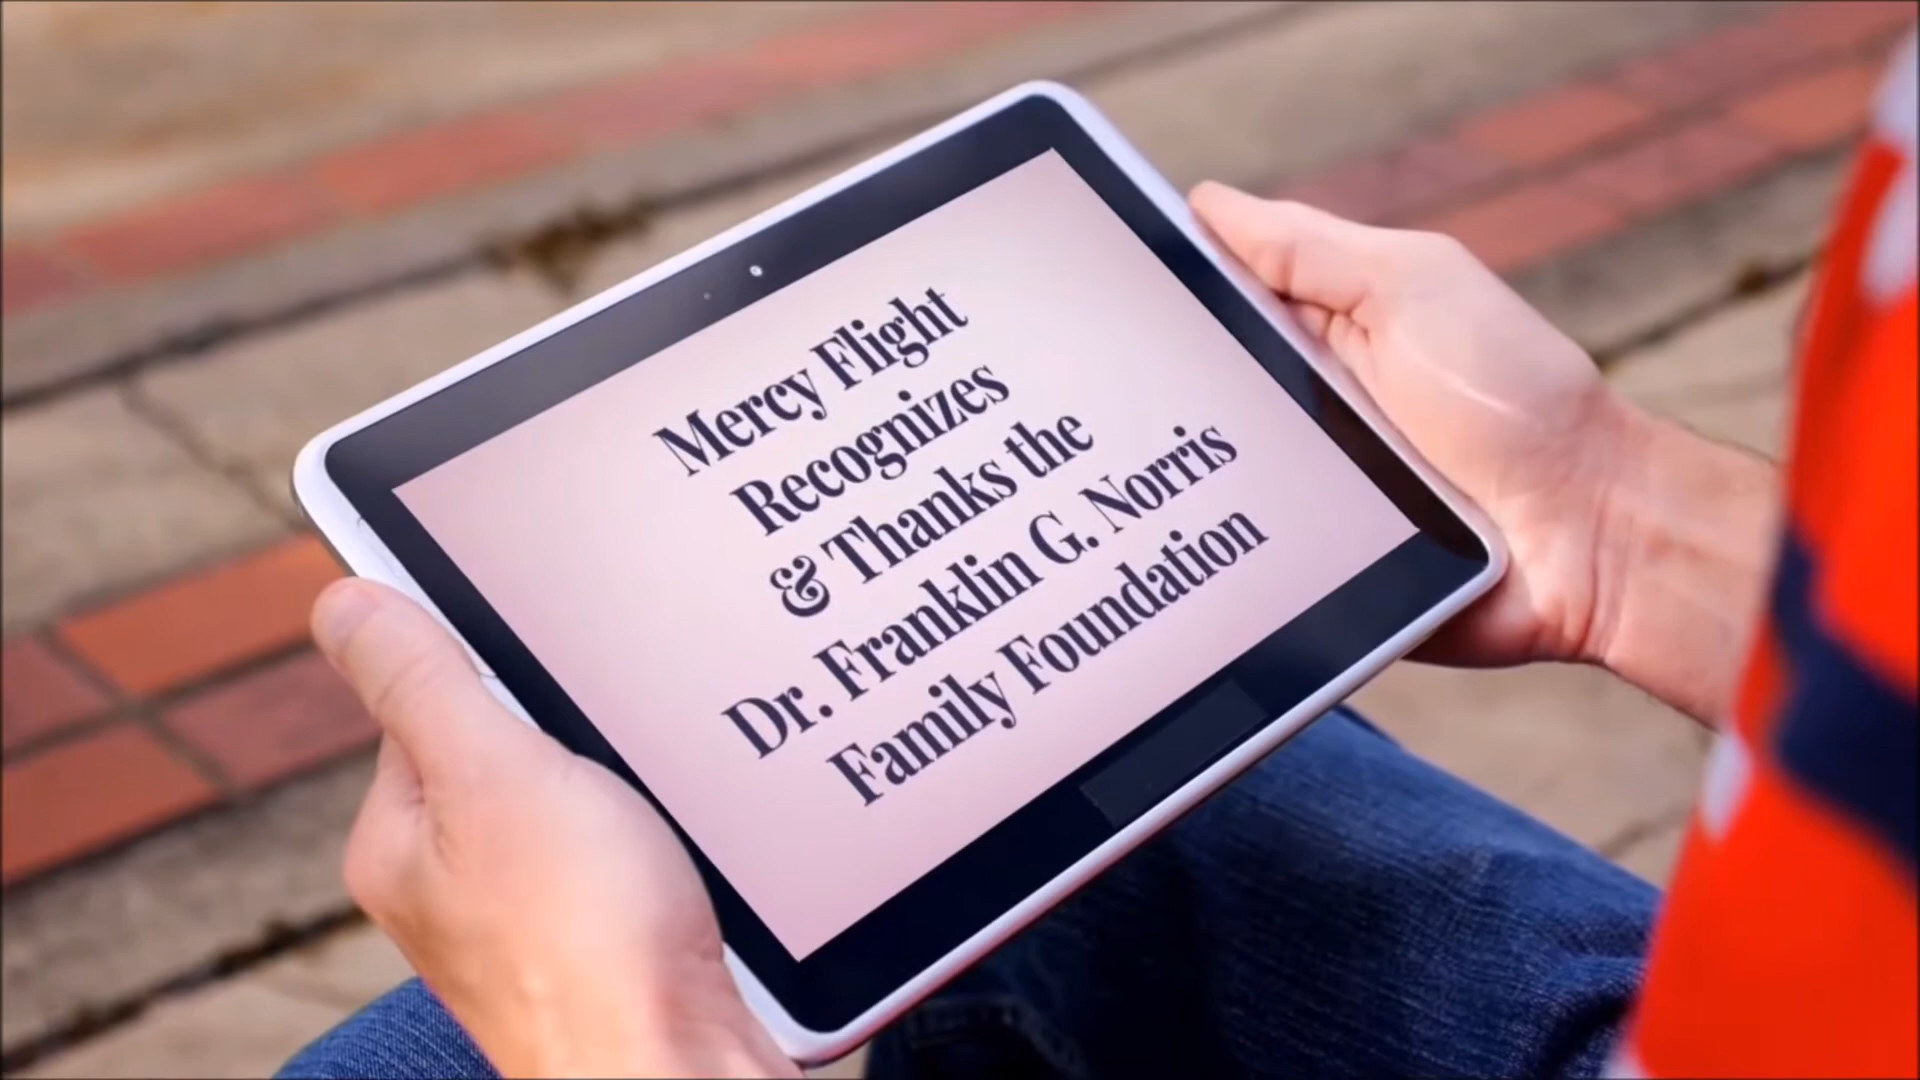 Mercy Flight
Recognizes
& Thanks the
Dr. Franklin G. Norris
Family Foundation